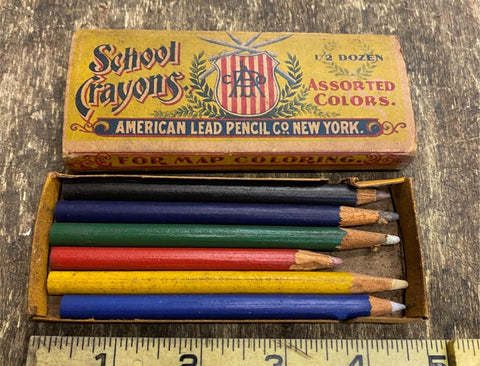 School
Crayons.
1/2 DOZEN
ASSORTED
COLORS.
AMERICAN LEAD PENCIL CO. NEW YORK.
FOR MAP COLORING.
1 2 3 4 5